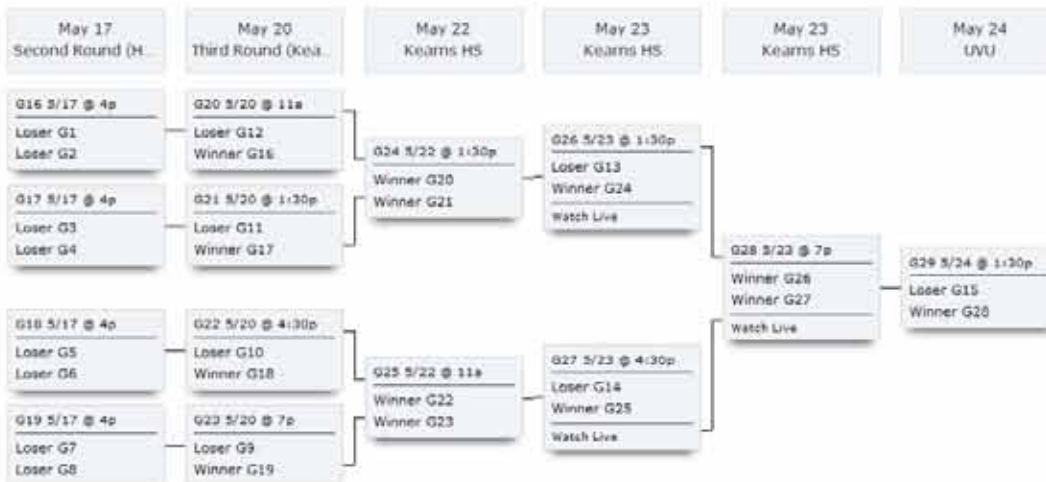 May 17
Second Round (H...
May 20
Third Round (Kea...
May 22
Kearns HS
May 23
Kearns HS
May 23
Kearns HS
May 24
UVU
G16 5/17 @ 4p
Loser G1
Loser G2
G17 5/17 @ 4p
Loser G3
Loser G4
G18 5/17 @ 4p
Loser G5
Loser G6
G19 5/17 @ 4p
Loser G7
Loser G8
G20 5/20 @ 11a
Loser G12
Winner G16
G21 5/20 @ 1:30p
Loser G11
Winner G17
G22 5/20 @ 4:30p
Loser G10
Winner G18
G23 5/20 @ 7p
Loser G9
Winner G19
G24 5/22 @ 1:30p
Winner G20
Winner G21
G25 5/22 @ 11a
Winner G22
Winner G23
G26 5/23 @ 1:30p
Loser G13
Winner G24
Watch Live
G27 5/23 @ 4:30p
Loser G14
Winner G25
Watch Live
G28 5/23 @ 7p
Winner G26
Winner G27
Watch Live
G29 5/24 @ 1:30p
Loser G15
Winner G28